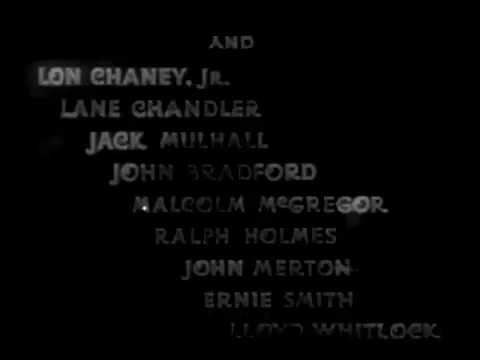 AND
LON CHANEY, JR.
LANE CHANDLER
JACK MULHALL
JOHN BRADFORD
MALCOLM McGREGOR
RALPH HOLMES
JOHN MERTON
ERNIE SMITH
LLOYD WHITLOCK